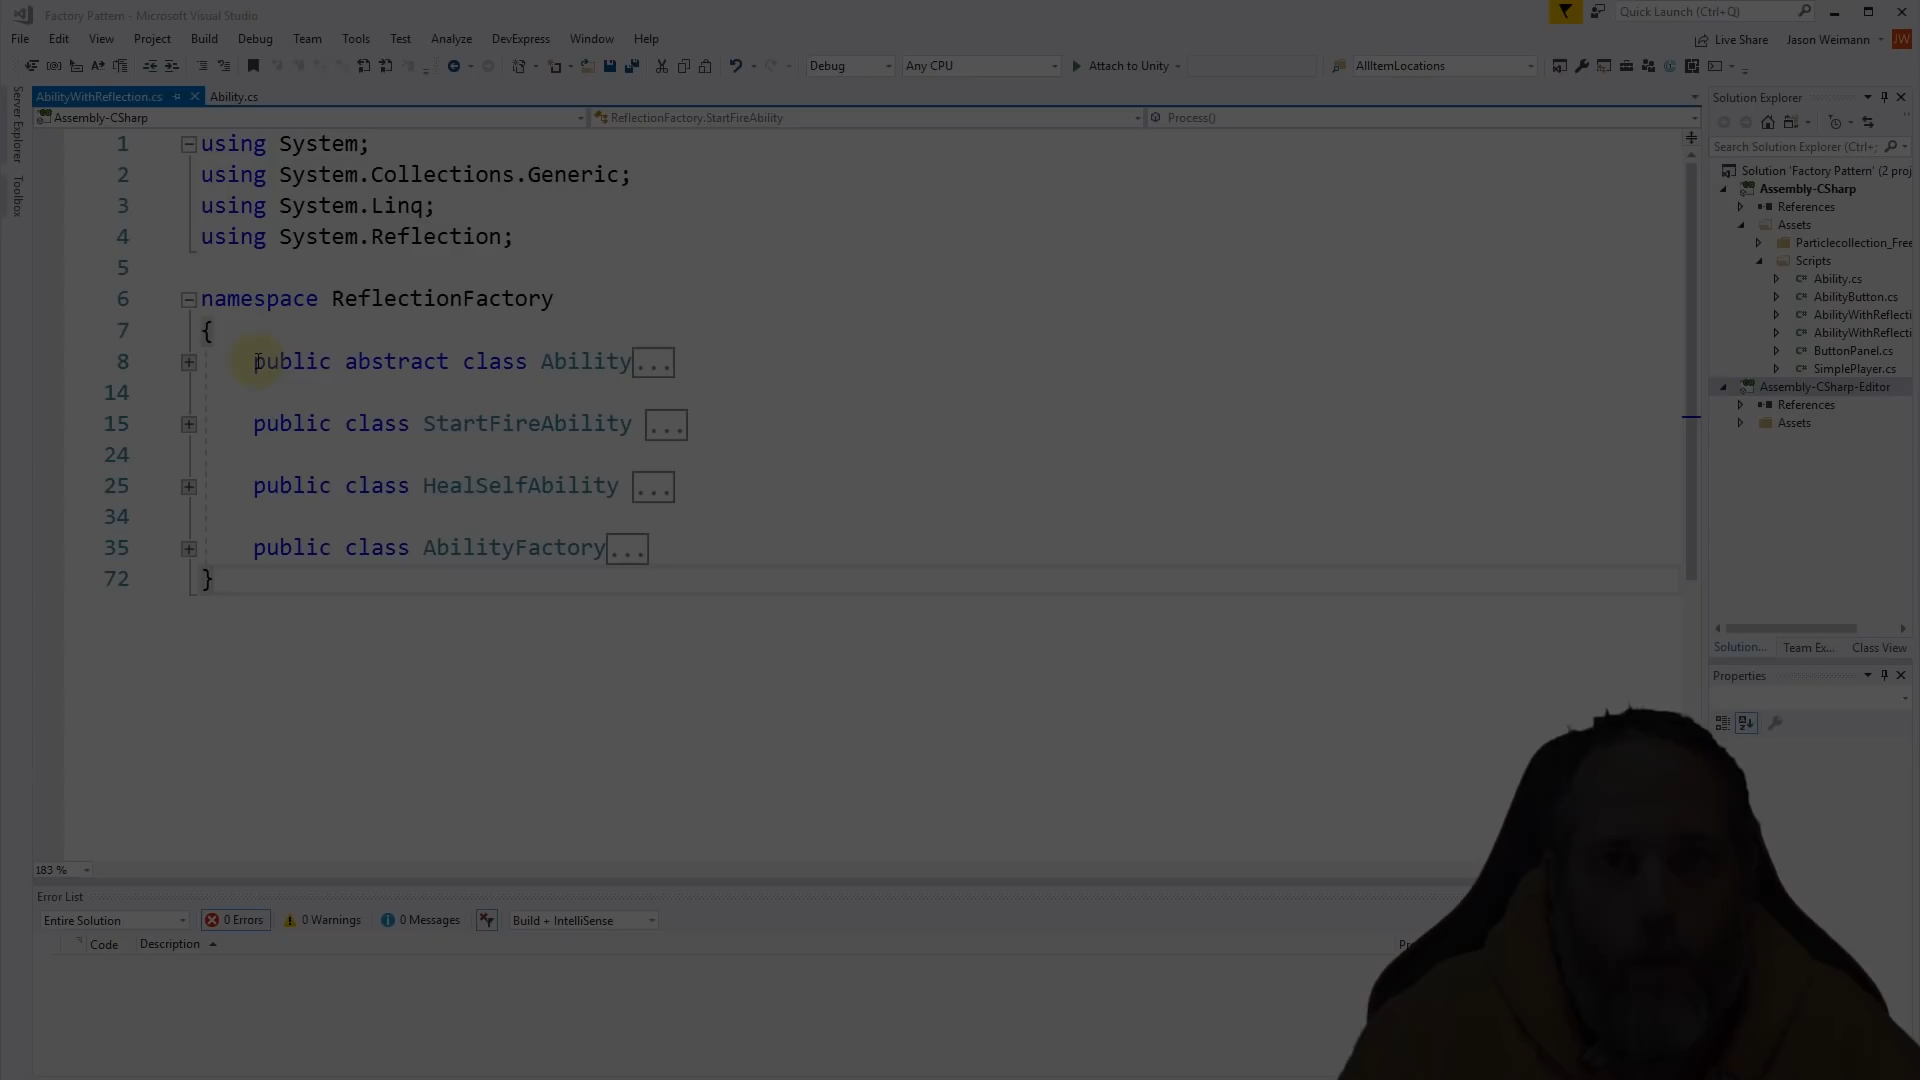 Factory Pattern - Microsoft Visual Studio
Quick Launch (Ctrl+Q)
File Edit View Project Build Debug Team Tools Test Analyze DevExpress Window Help
Live Share Jason Weimann JW
Debug Any CPU Attach to Unity AllItemLocations
Server Explorer
Toolbox
AbilityWithReflection.cs Ability.cs
Assembly-CSharp ReflectionFactory.StartFireAbility Process()
1 using System;
2 using System.Collections.Generic;
3 using System.Linq;
4 using System.Reflection;
5
6 namespace ReflectionFactory
7 {
8 public abstract class Ability...
14
15 public class StartFireAbility ...
24
25 public class HealSelfAbility ...
34
35 public class AbilityFactory...
72 }
183 %
Solution Explorer
Search Solution Explorer (Ctrl+;
Solution 'Factory Pattern' (2 proj
Assembly-CSharp
References
Assets
Particlecollection_Free
Scripts
C# Ability.cs
C# AbilityButton.cs
C# AbilityWithReflecti
C# AbilityWithReflecti
C# ButtonPanel.cs
C# SimplePlayer.cs
Assembly-CSharp-Editor
References
Assets
Solution... Team Ex... Class View
Properties
Error List
Entire Solution 0 Errors 0 Warnings 0 Messages Build + IntelliSense
Code Description